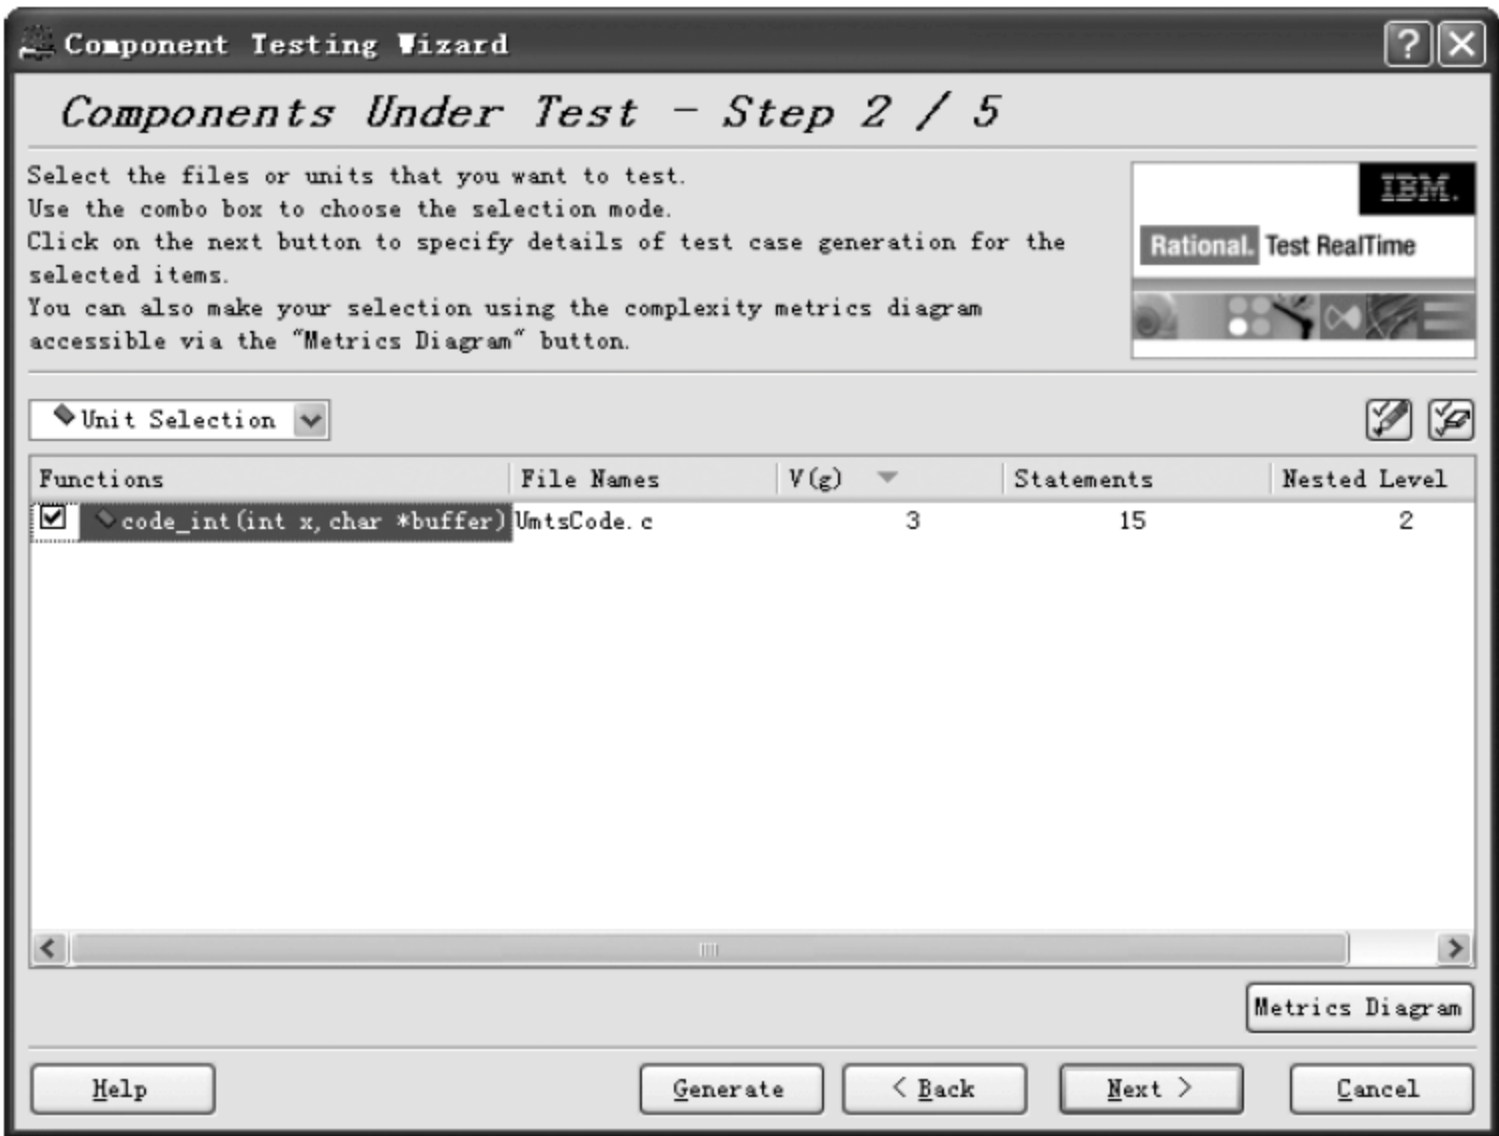 Component Testing Wizard
Components Under Test - Step 2 / 5
Select the files or units that you want to test.
Use the combo box to choose the selection mode.
Click on the next button to specify details of test case generation for the
selected items.
You can also make your selection using the complexity metrics diagram
accessible via the "Metrics Diagram" button.
IBM.
Rational. Test RealTime
Unit Selection
Functions File Names V(g) Statements Nested Level
code_int(int x,char *buffer) UmtsCode.c 3 15 2
Metrics Diagram
Help Generate < Back Next > Cancel